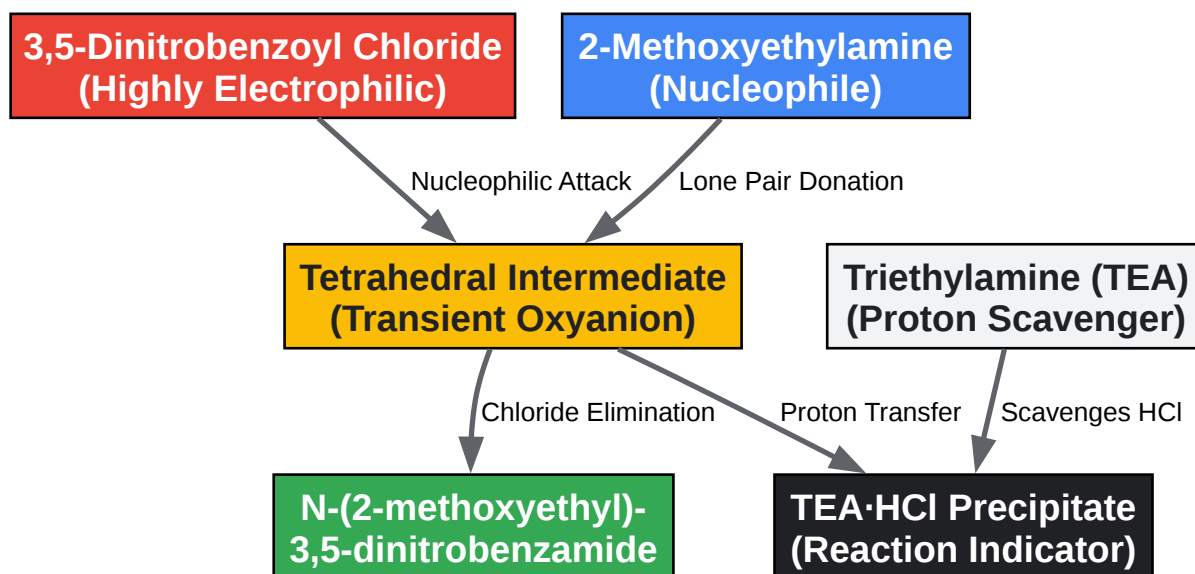 3,5-Dinitrobenzoyl Chloride
(Highly Electrophilic)
2-Methoxyethylamine
(Nucleophile)
Nucleophilic Attack
Lone Pair Donation
Tetrahedral Intermediate
(Transient Oxyanion)
Triethylamine (TEA)
(Proton Scavenger)
Chloride Elimination
Proton Transfer
Scavenges HCl
N-(2-methoxyethyl)-
3,5-dinitrobenzamide
TEA·HCl Precipitate
(Reaction Indicator)